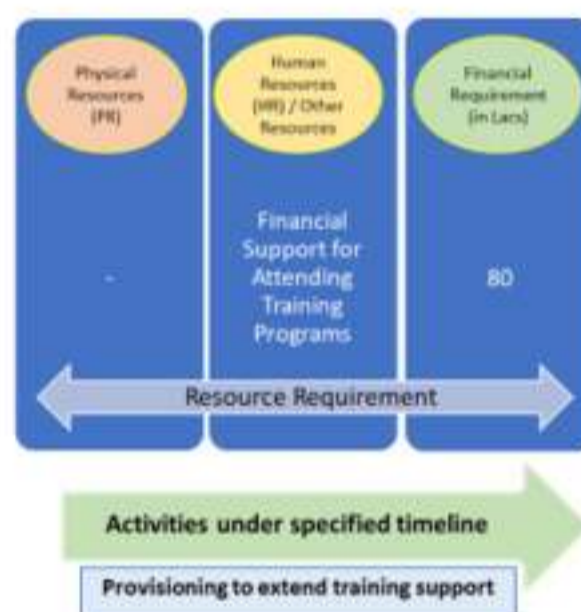 Physical
Resources
(PR)
Human
Resources
(HR) / Other
Resources
Financial
Requirement
(in Lacs)
-
Financial
Support for
Attending
Training
Programs
80
Resource Requirement
Activities under specified timeline
Provisioning to extend training support